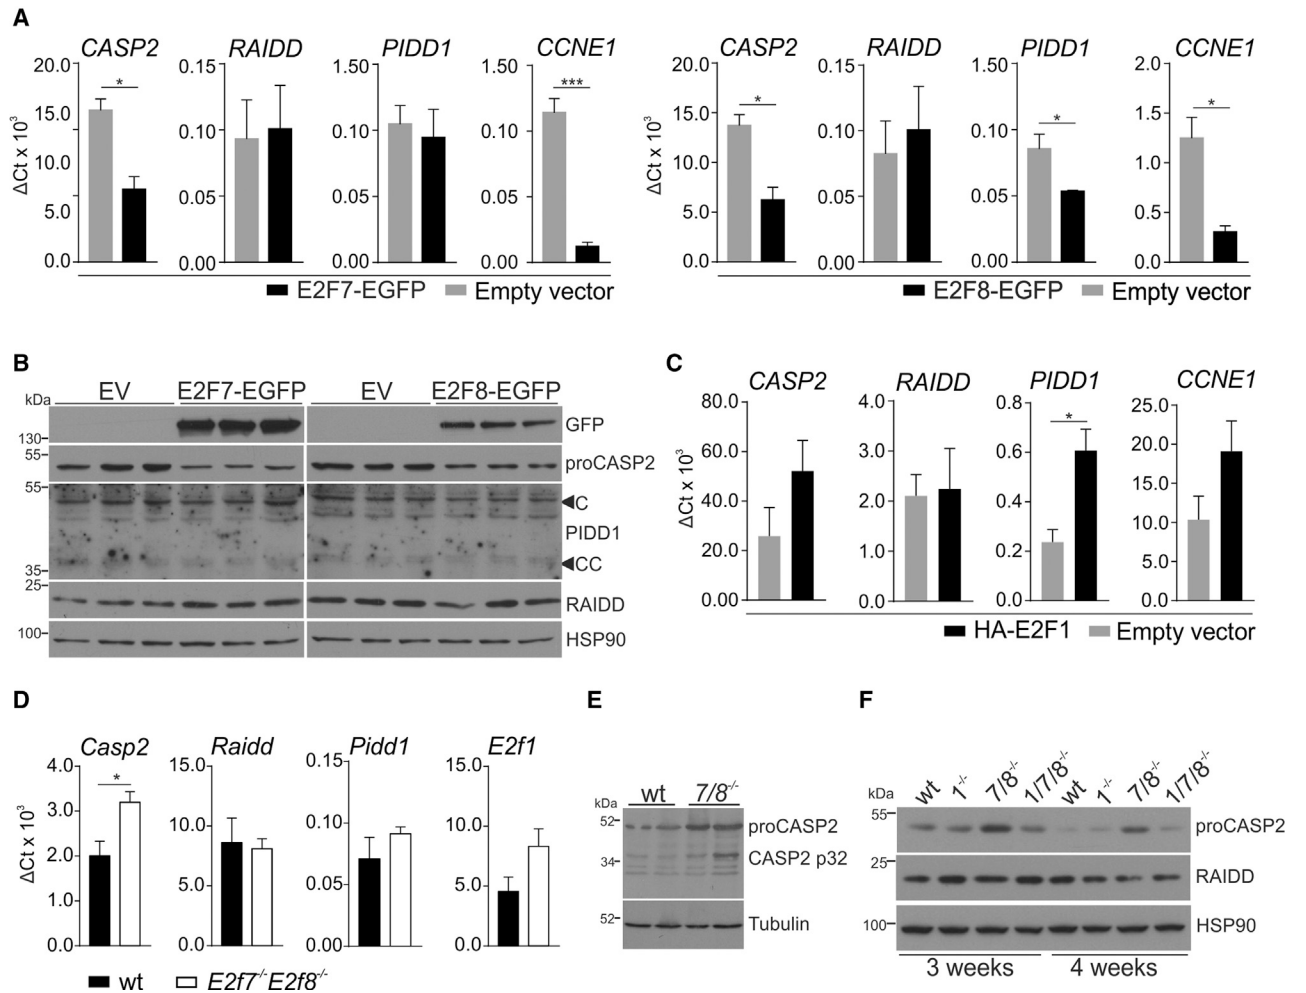 A
CASP2 RAIDD PIDD1 CCNE1 CASP2 RAIDD PIDD1 CCNE1
ΔCt x 10³
20.0 15.0 10.0 5.0 0.0
*
0.15 0.10 0.05 0.00
1.50 0.10 0.05 0.00
1.50 1.00 0.50 0.00
***
ΔCt x 10³
20.0 15.0 10.0 5.0 0.0
*
0.15 0.10 0.05 0.00
1.50 0.10 0.05 0.00
*
2.0 1.5 1.0 0.5 0.0
*
E2F7-EGFP Empty vector
E2F8-EGFP Empty vector
B
EV E2F7-EGFP EV E2F8-EGFP
kDa
130 GFP
55 proCASP2
55 C
PIDD1
35 CC
25 RAIDD
100 HSP90
C
CASP2 RAIDD PIDD1 CCNE1
ΔCt x 10³
80.0 60.0 40.0 20.0 0.00
4.0 3.0 2.0 1.0 0.0
0.8 0.6 0.4 0.2 0.0
*
25.0 20.0 15.0 10.0 5.0 0.0
HA-E2F1 Empty vector
D
Casp2 Raidd Pidd1 E2f1
ΔCt x 10³
4.0 3.0 2.0 1.0 0.0
*
15.0 10.0 5.0 0.0
0.15 0.10 0.05 0.00
15.0 10.0 5.0 0.0
wt E2f7⁻/⁻E2f8⁻/⁻
E
wt 7/8⁻/⁻
kDa
52 proCASP2
34 CASP2 p32
52 Tubulin
F
wt 1⁻/⁻ 7/8⁻/⁻ 1/7/8⁻/⁻ wt 1⁻/⁻ 7/8⁻/⁻ 1/7/8⁻/⁻
kDa
55 proCASP2
25 RAIDD
100 HSP90
3 weeks 4 weeks